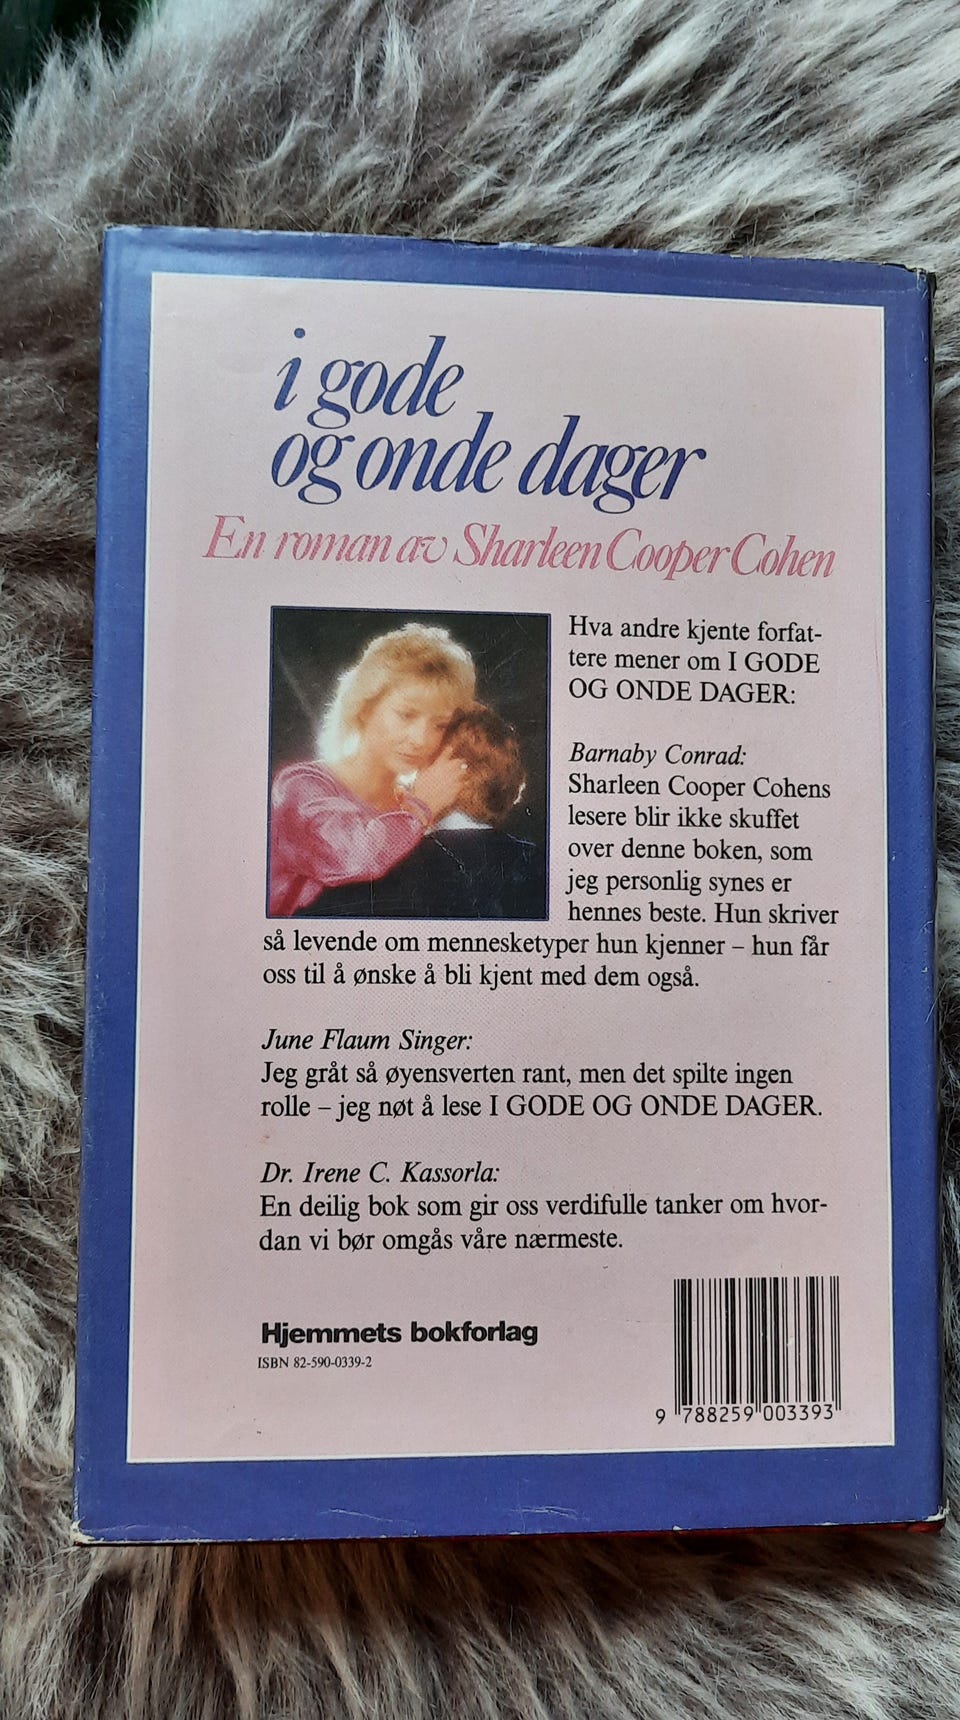 i gode
og onde dager
En roman av Sharleen Cooper Cohen
Hva andre kjente forfat-
tere mener om I GODE
OG ONDE DAGER:
Barnaby Conrad:
Sharleen Cooper Cohens
lesere blir ikke skuffet
over denne boken, som
jeg personlig synes er
hennes beste. Hun skriver
så levende om mennesketyper hun kjenner – hun får
oss til å ønske å bli kjent med dem også.
June Flaum Singer:
Jeg gråt så øyensverten rant, men det spilte ingen
rolle – jeg nøt å lese I GODE OG ONDE DAGER.
Dr. Irene C. Kassorla:
En deilig bok som gir oss verdifulle tanker om hvor-
dan vi bør omgås våre nærmeste.
Hjemmets bokforlag
ISBN 82-590-0339-2
9 788259 003393